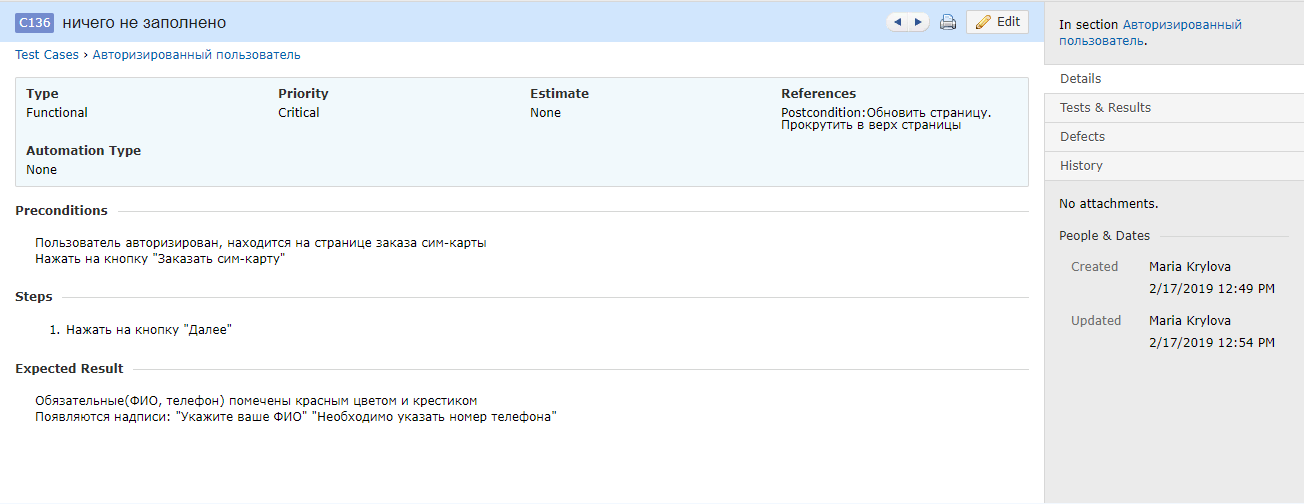 C136 ничего не заполнено
Edit
Test Cases › Авторизированный пользователь
Type
Functional
Priority
Critical
Estimate
None
References
Postcondition:Обновить страницу.
Прокрутить в верх страницы
Automation Type
None
Preconditions
Пользователь авторизирован, находится на странице заказа сим-карты
Нажать на кнопку "Заказать сим-карту"
Steps
1. Нажать на кнопку "Далее"
Expected Result
Обязательные(ФИО, телефон) помечены красным цветом и крестиком
Появляются надписи: "Укажите ваше ФИО" "Необходимо указать номер телефона"
In section Авторизированный
пользователь.
Details
Tests & Results
Defects
History
No attachments.
People & Dates
Created Maria Krylova
2/17/2019 12:49 PM
Updated Maria Krylova
2/17/2019 12:54 PM